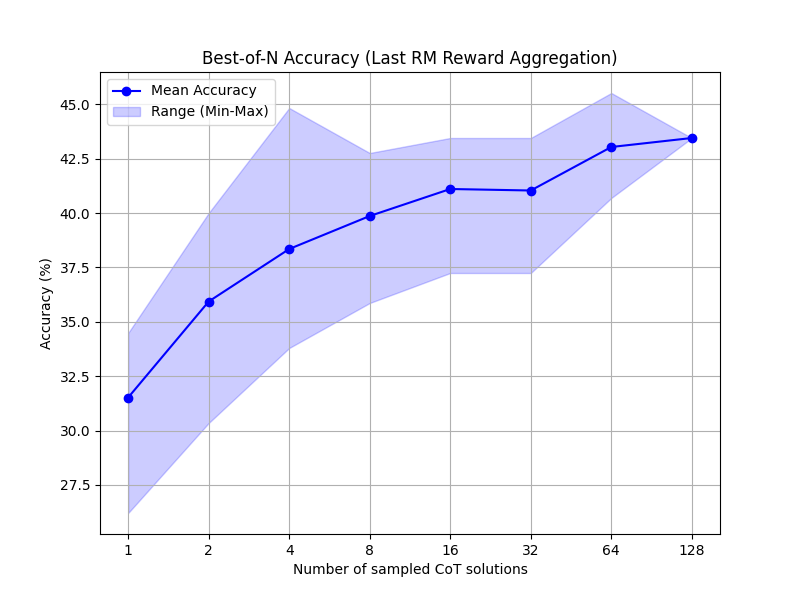 Best-of-N Accuracy (Last RM Reward Aggregation)
Mean Accuracy
Range (Min-Max)
45.0
42.5
40.0
37.5
35.0
32.5
30.0
27.5
Accuracy (%)
1 2 4 8 16 32 64 128
Number of sampled CoT solutions